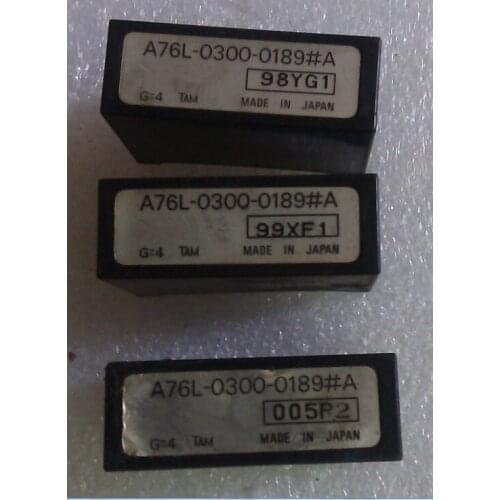 A76L-0300-0189#A
98YG1
G=4 TAM MADE IN JAPAN
A76L-0300-0189#A
99XF1
G=4 TAM MADE IN JAPAN
A76L-0300-0189#A
005P2
G=4 TAM MADE IN JAPAN